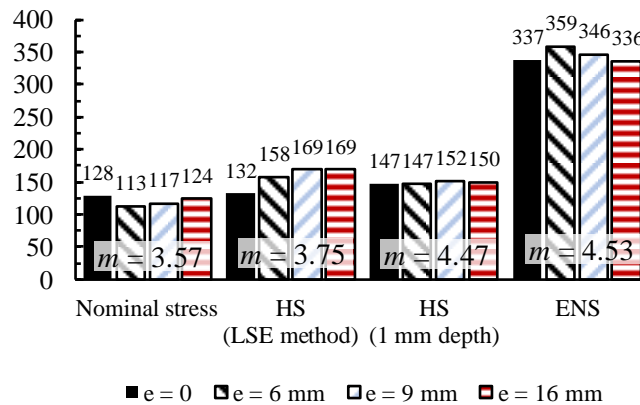 400
350
300
250
200
150
100
50
0
128 113 117 124 132 158 169 169 147 147 152 150 337 359 346 336
m = 3.57 m = 3.75 m = 4.47 m = 4.53
Nominal stress HS HS ENS
(LSE method) (1 mm depth)
e = 0 e = 6 mm e = 9 mm e = 16 mm